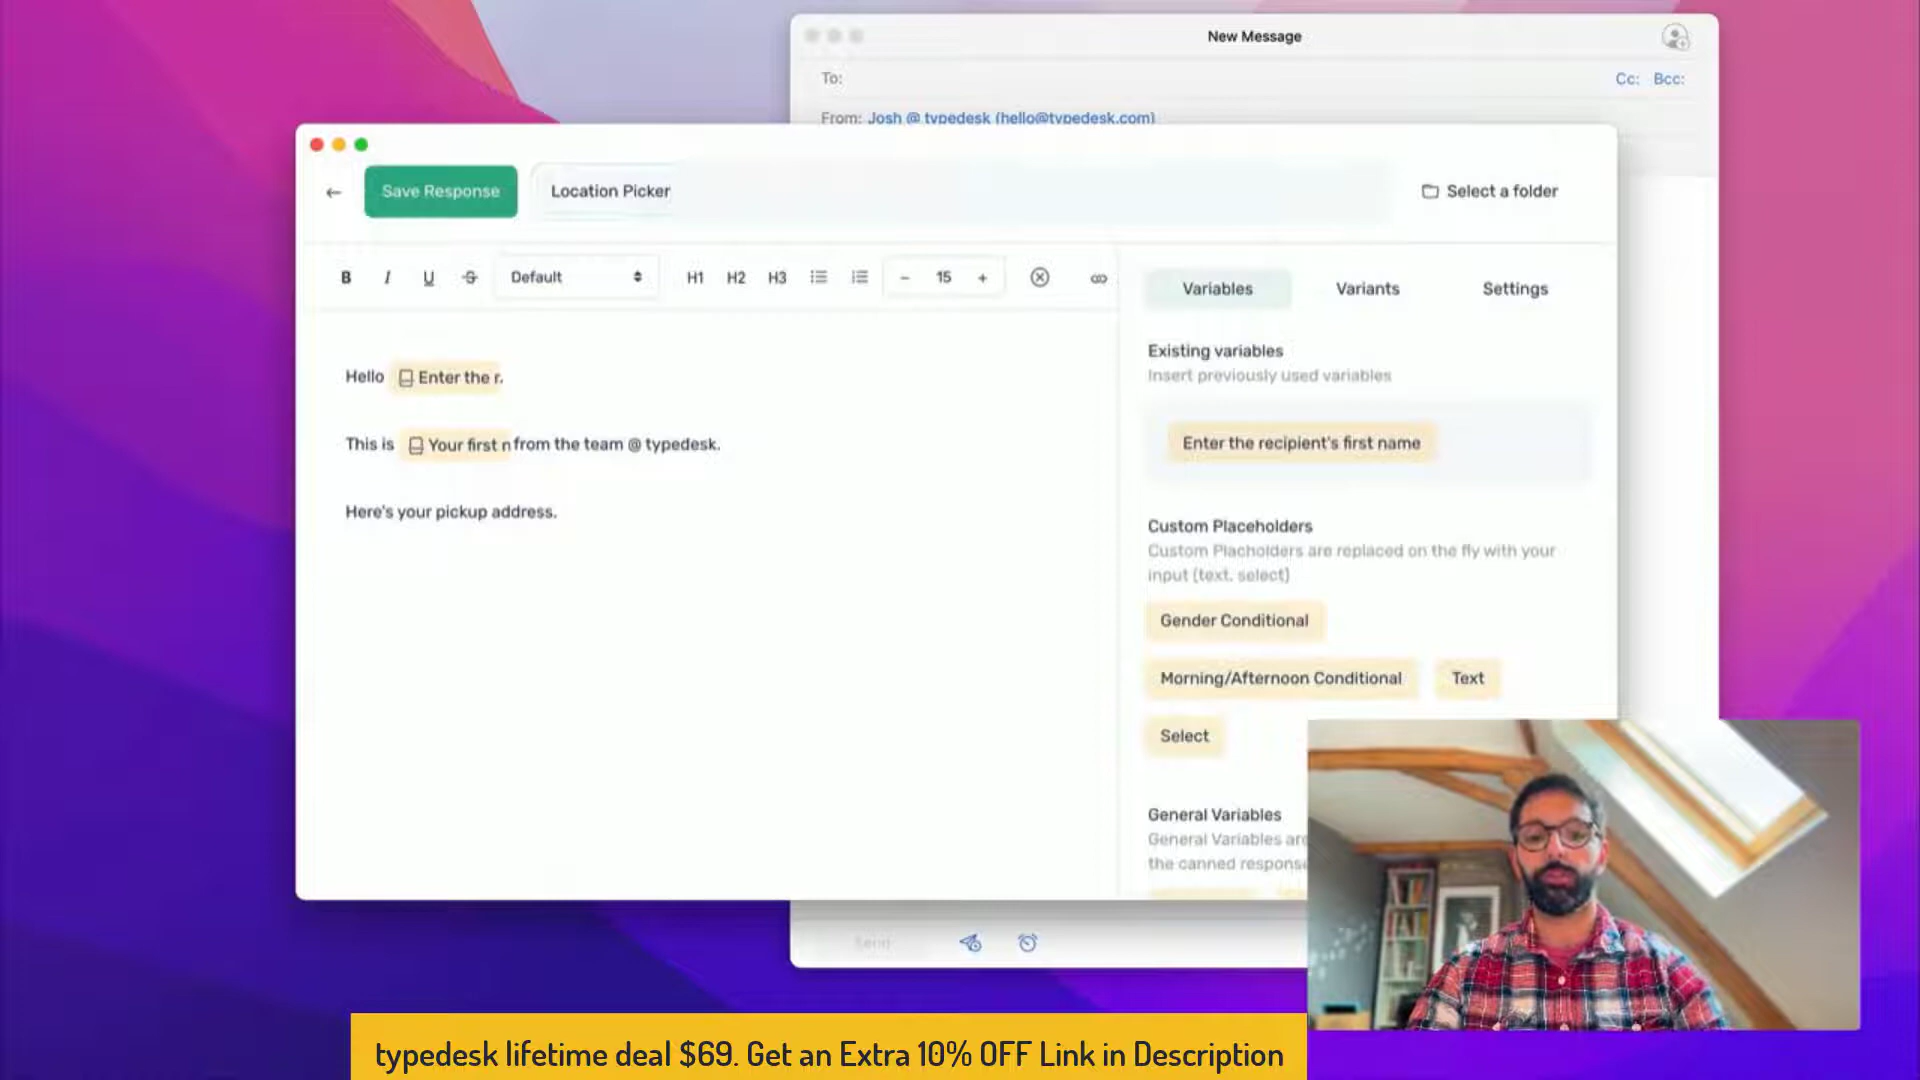 New Message
To:
Cc: Bcc:
From: Josh @ typedesk (hello@typedesk.com)
Save Response
Location Picker
Select a folder
B I U S Default H1 H2 H3 - 15 +
Variables Variants Settings
Hello Enter the r.
This is Your first n from the team @ typedesk.
Here's your pickup address.
Existing variables
Insert previously used variables
Enter the recipient's first name
Custom Placeholders
Custom Placholders are replaced on the fly with your
input (text, select)
Gender Conditional
Morning/Afternoon Conditional Text
Select
General Variables
General Variables are
the canned response
Send
typedesk lifetime deal $69. Get an Extra 10% OFF Link in Description